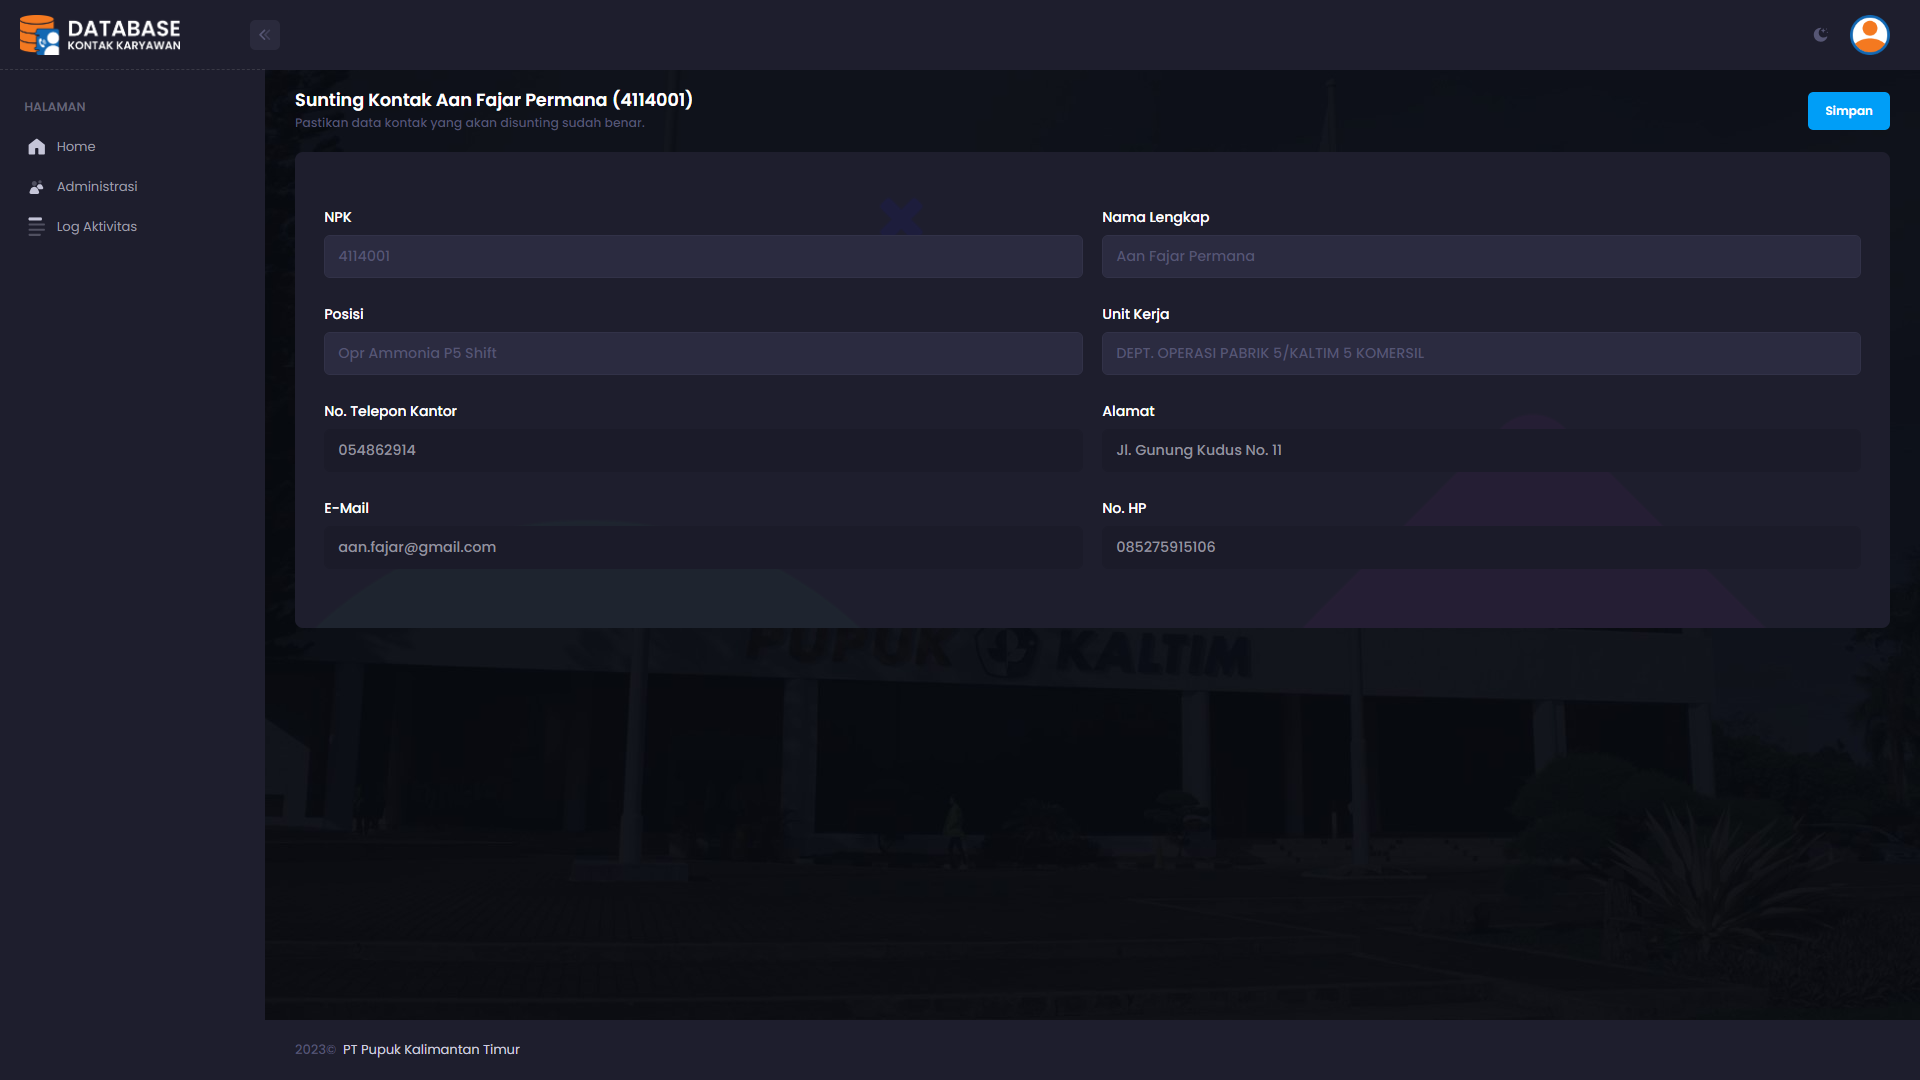 DATABASE
KONTAK KARYAWAN
HALAMAN
Home
Administrasi
Log Aktivitas
Sunting Kontak Aan Fajar Permana (4114001)
Pastikan data kontak yang akan disunting sudah benar.
Simpan
NPK
4114001
Nama Lengkap
Aan Fajar Permana
Posisi
Opr Ammonia P5 Shift
Unit Kerja
DEPT. OPERASI PABRIK 5/KALTIM 5 KOMERSIL
No. Telepon Kantor
054862914
Alamat
Jl. Gunung Kudus No. 11
E-Mail
aan.fajar@gmail.com
No. HP
085275915106
PUPUK KALTIM
2023© PT Pupuk Kalimantan Timur